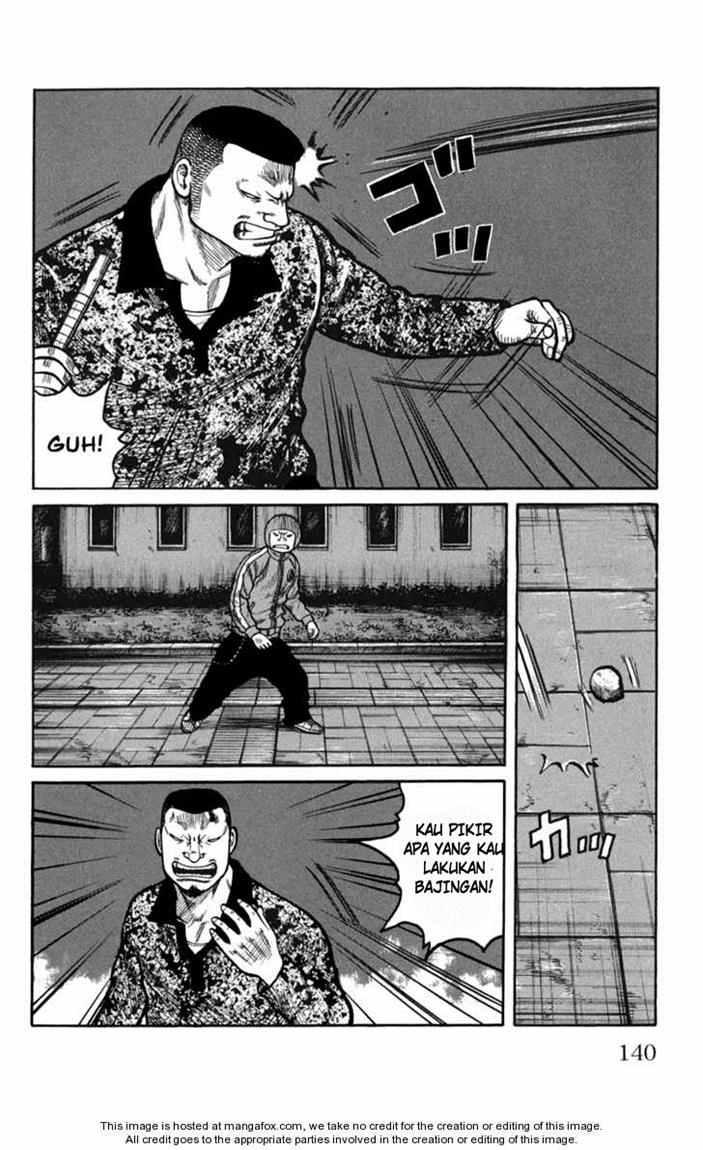 ゴッ
ッ
GUH!
カッ...
KAU PIKIR
APA YANG KAU
LAKUKAN
BAJINGAN!
140
This image is hosted at mangafox.com, we take no credit for the creation or editing of this image.
All credit goes to the appropriate parties involved in the creation or editing of this image.